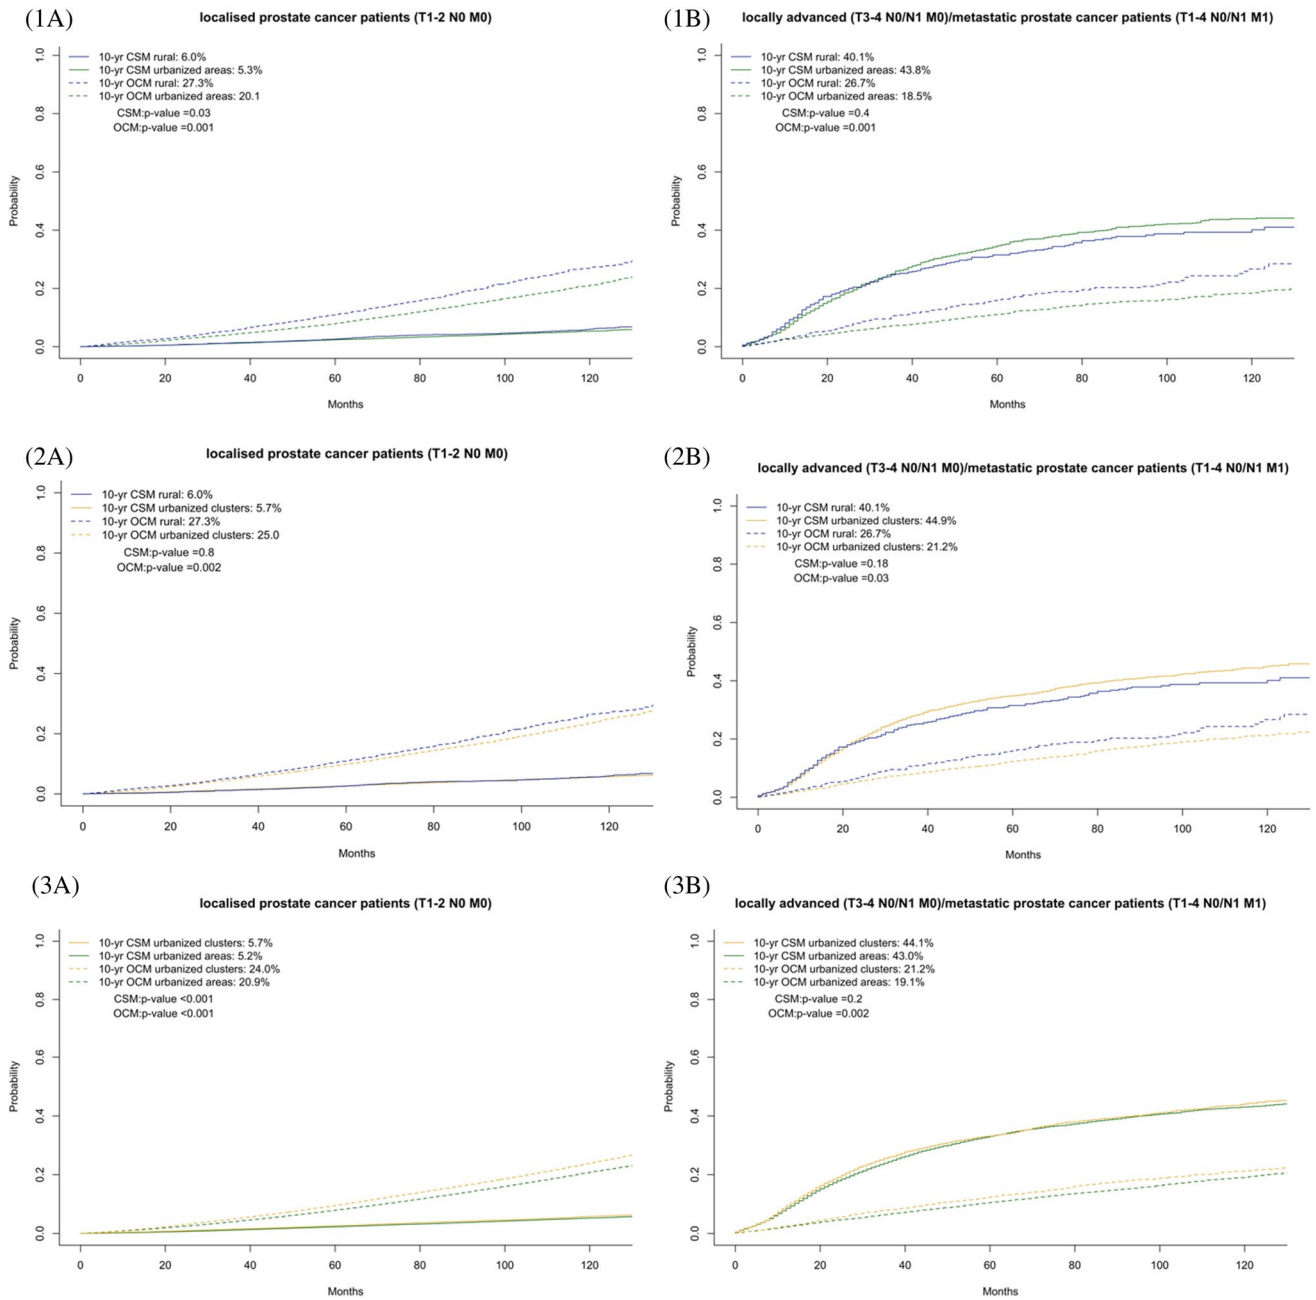 (1A)
localised prostate cancer patients (T1-2 N0 M0)
10-yr CSM rural: 6.0%
10-yr CSM urbanized areas: 5.3%
10-yr OCM rural: 27.3%
10-yr OCM urbanized areas: 20.1
CSM:p-value =0.03
OCM:p-value =0.001
Probability
0.0 0.2 0.4 0.6 0.8 1.0
0 20 40 60 80 100 120
Months
(1B)
locally advanced (T3-4 N0/N1 M0)/metastatic prostate cancer patients (T1-4 N0/N1 M1)
10-yr CSM rural: 40.1%
10-yr CSM urbanized areas: 43.8%
10-yr OCM rural: 26.7%
10-yr OCM urbanized areas: 18.5%
CSM:p-value =0.4
OCM:p-value =0.001
Probability
0.0 0.2 0.4 0.6 0.8 1.0
0 20 40 60 80 100 120
Months
(2A)
localised prostate cancer patients (T1-2 N0 M0)
10-yr CSM rural: 6.0%
10-yr CSM urbanized clusters: 5.7%
10-yr OCM rural: 27.3%
10-yr OCM urbanized clusters: 25.0
CSM:p-value =0.8
OCM:p-value =0.002
Probability
0.0 0.2 0.4 0.6 0.8 1.0
0 20 40 60 80 100 120
Months
(2B)
locally advanced (T3-4 N0/N1 M0)/metastatic prostate cancer patients (T1-4 N0/N1 M1)
10-yr CSM rural: 40.1%
10-yr CSM urbanized clusters: 44.9%
10-yr OCM rural: 26.7%
10-yr OCM urbanized clusters: 21.2%
CSM:p-value =0.18
OCM:p-value =0.03
Probability
0.0 0.2 0.4 0.6 0.8 1.0
0 20 40 60 80 100 120
Months
(3A)
localised prostate cancer patients (T1-2 N0 M0)
10-yr CSM urbanized clusters: 5.7%
10-yr CSM urbanized areas: 5.2%
10-yr OCM urbanized clusters: 24.0%
10-yr OCM urbanized areas: 20.9%
CSM:p-value <0.001
OCM:p-value <0.001
Probability
0.0 0.2 0.4 0.6 0.8 1.0
0 20 40 60 80 100 120
Months
(3B)
locally advanced (T3-4 N0/N1 M0)/metastatic prostate cancer patients (T1-4 N0/N1 M1)
10-yr CSM urbanized clusters: 44.1%
10-yr CSM urbanized areas: 43.0%
10-yr OCM urbanized clusters: 21.2%
10-yr OCM urbanized areas: 19.1%
CSM:p-value =0.2
OCM:p-value =0.002
Probability
0.0 0.2 0.4 0.6 0.8 1.0
0 20 40 60 80 100 120
Months